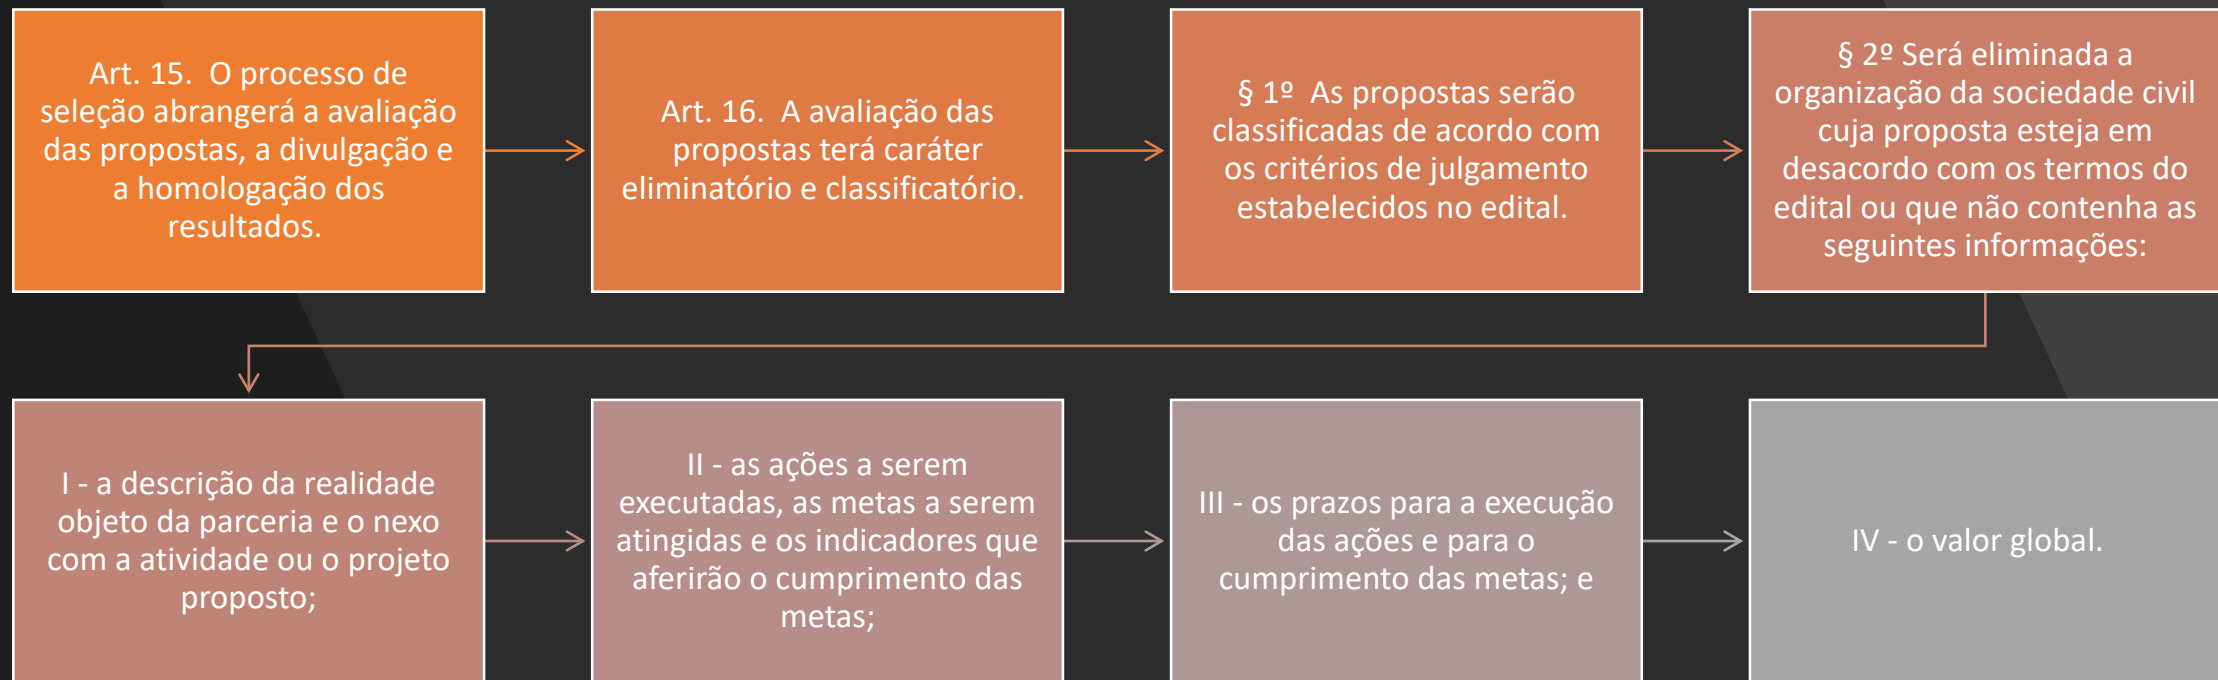 Art. 15.  O processo de
seleção abrangerá a avaliação
das propostas, a divulgação e
a homologação dos
resultados.
Art. 16.  A avaliação das
propostas terá caráter
eliminatório e classificatório.
§ 1º  As propostas serão
classificadas de acordo com
os critérios de julgamento
estabelecidos no edital.
§ 2º Será eliminada a
organização da sociedade civil
cuja proposta esteja em
desacordo com os termos do
edital ou que não contenha as
seguintes informações:
I - a descrição da realidade
objeto da parceria e o nexo
com a atividade ou o projeto
proposto;
II - as ações a serem
executadas, as metas a serem
atingidas e os indicadores que
aferirão o cumprimento das
metas;
III - os prazos para a execução
das ações e para o
cumprimento das metas; e
IV - o valor global.